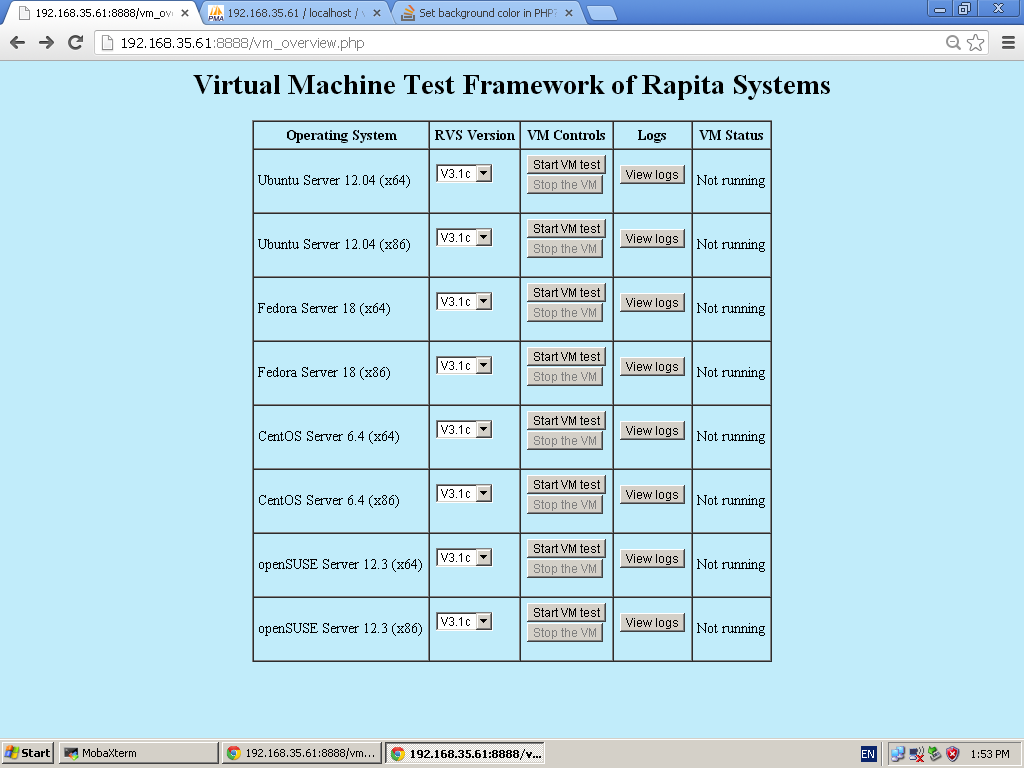 192.168.35.61:8888/vm_ov
192.168.35.61 / localhost /
Set background color in PHP?
192.168.35.61:8888/vm_overview.php
Virtual Machine Test Framework of Rapita Systems
Operating System RVS Version VM Controls Logs VM Status
Ubuntu Server 12.04 (x64) V3.1c Start VM test View logs Not running
Stop the VM
Ubuntu Server 12.04 (x86) V3.1c Start VM test View logs Not running
Stop the VM
Fedora Server 18 (x64) V3.1c Start VM test View logs Not running
Stop the VM
Fedora Server 18 (x86) V3.1c Start VM test View logs Not running
Stop the VM
CentOS Server 6.4 (x64) V3.1c Start VM test View logs Not running
Stop the VM
CentOS Server 6.4 (x86) V3.1c Start VM test View logs Not running
Stop the VM
openSUSE Server 12.3 (x64) V3.1c Start VM test View logs Not running
Stop the VM
openSUSE Server 12.3 (x86) V3.1c Start VM test View logs Not running
Stop the VM
Start MobaXterm 192.168.35.61:8888/vm... 192.168.35.61:8888/v... EN 1:53 PM